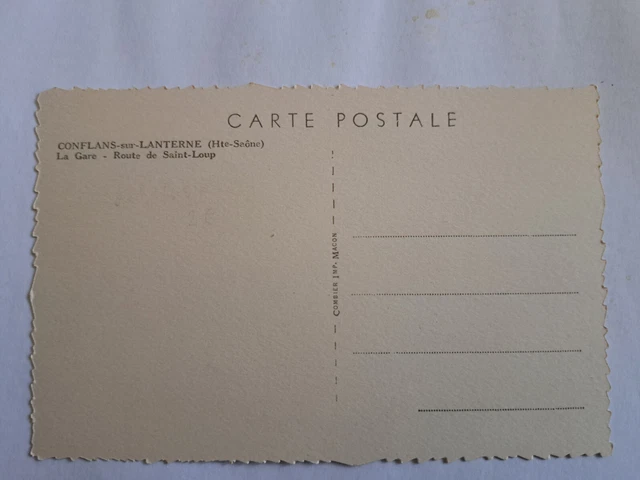 CARTE POSTALE
CONFLANS-sur-LANTERNE (Hte-Saône)
La Gare - Route de Saint-Loup
COMBIER IMP. MACON